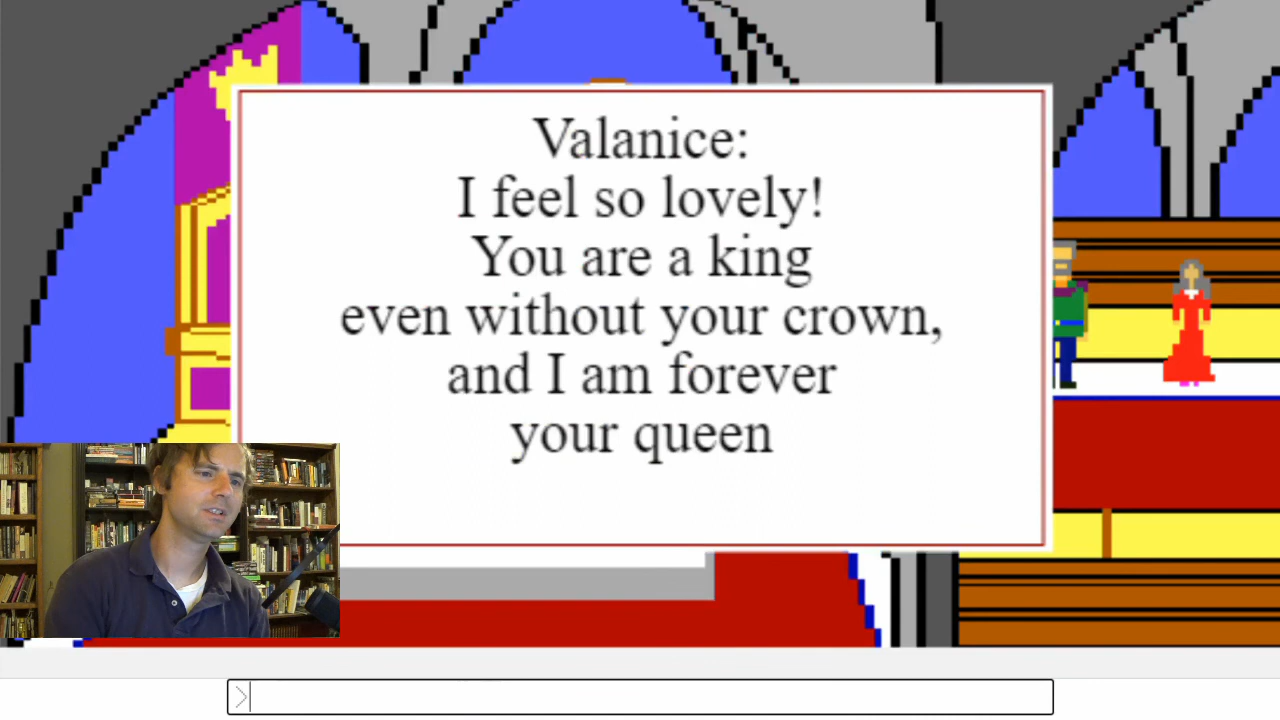 Valanice:
I feel so lovely!
You are a king
even without your crown,
and I am forever
your queen